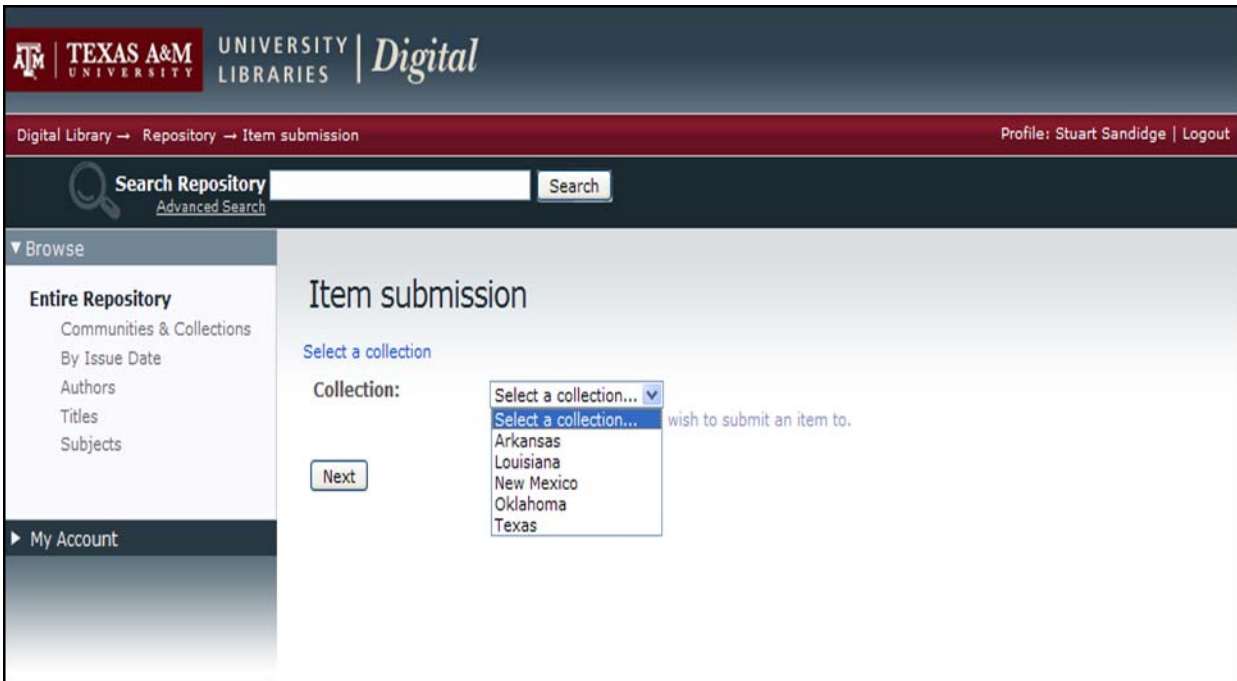 TEXAS A&M
UNIVERSITY
UNIVERSITY
LIBRARIES
Digital
Digital Library → Repository → Item submission
Profile: Stuart Sandidge | Logout
Search Repository
Search
Advanced Search
▼ Browse
Entire Repository
Communities & Collections
By Issue Date
Authors
Titles
Subjects
▶ My Account
Item submission
Select a collection
Collection:
Select a collection...
Select a collection...
wish to submit an item to.
Arkansas
Louisiana
New Mexico
Oklahoma
Texas
Next